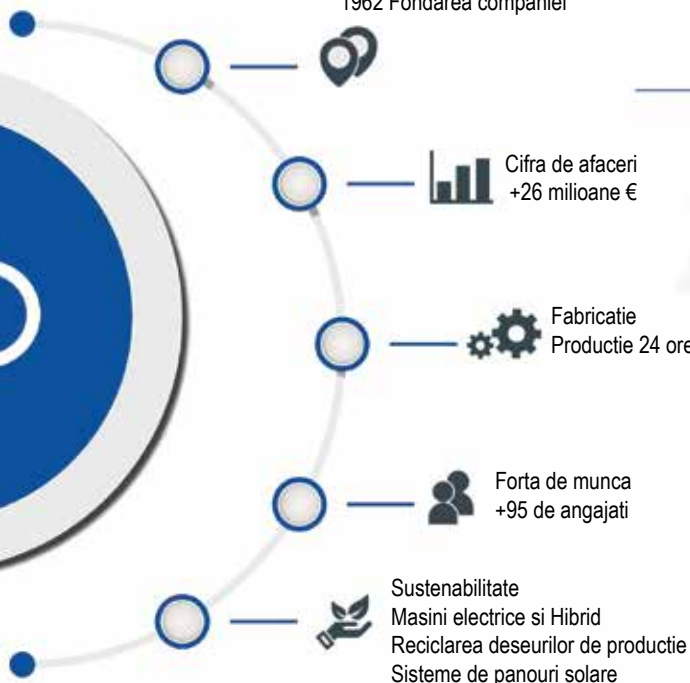 1962 Fondarea companiei
Cifra de afaceri
+26 milioane €
Fabricatie
Productie 24 ore
Forta de munca
+95 de angajati
Sustenabilitate
Masini electrice si Hibrid
Reciclarea deseurilor de productie
Sisteme de panouri solare